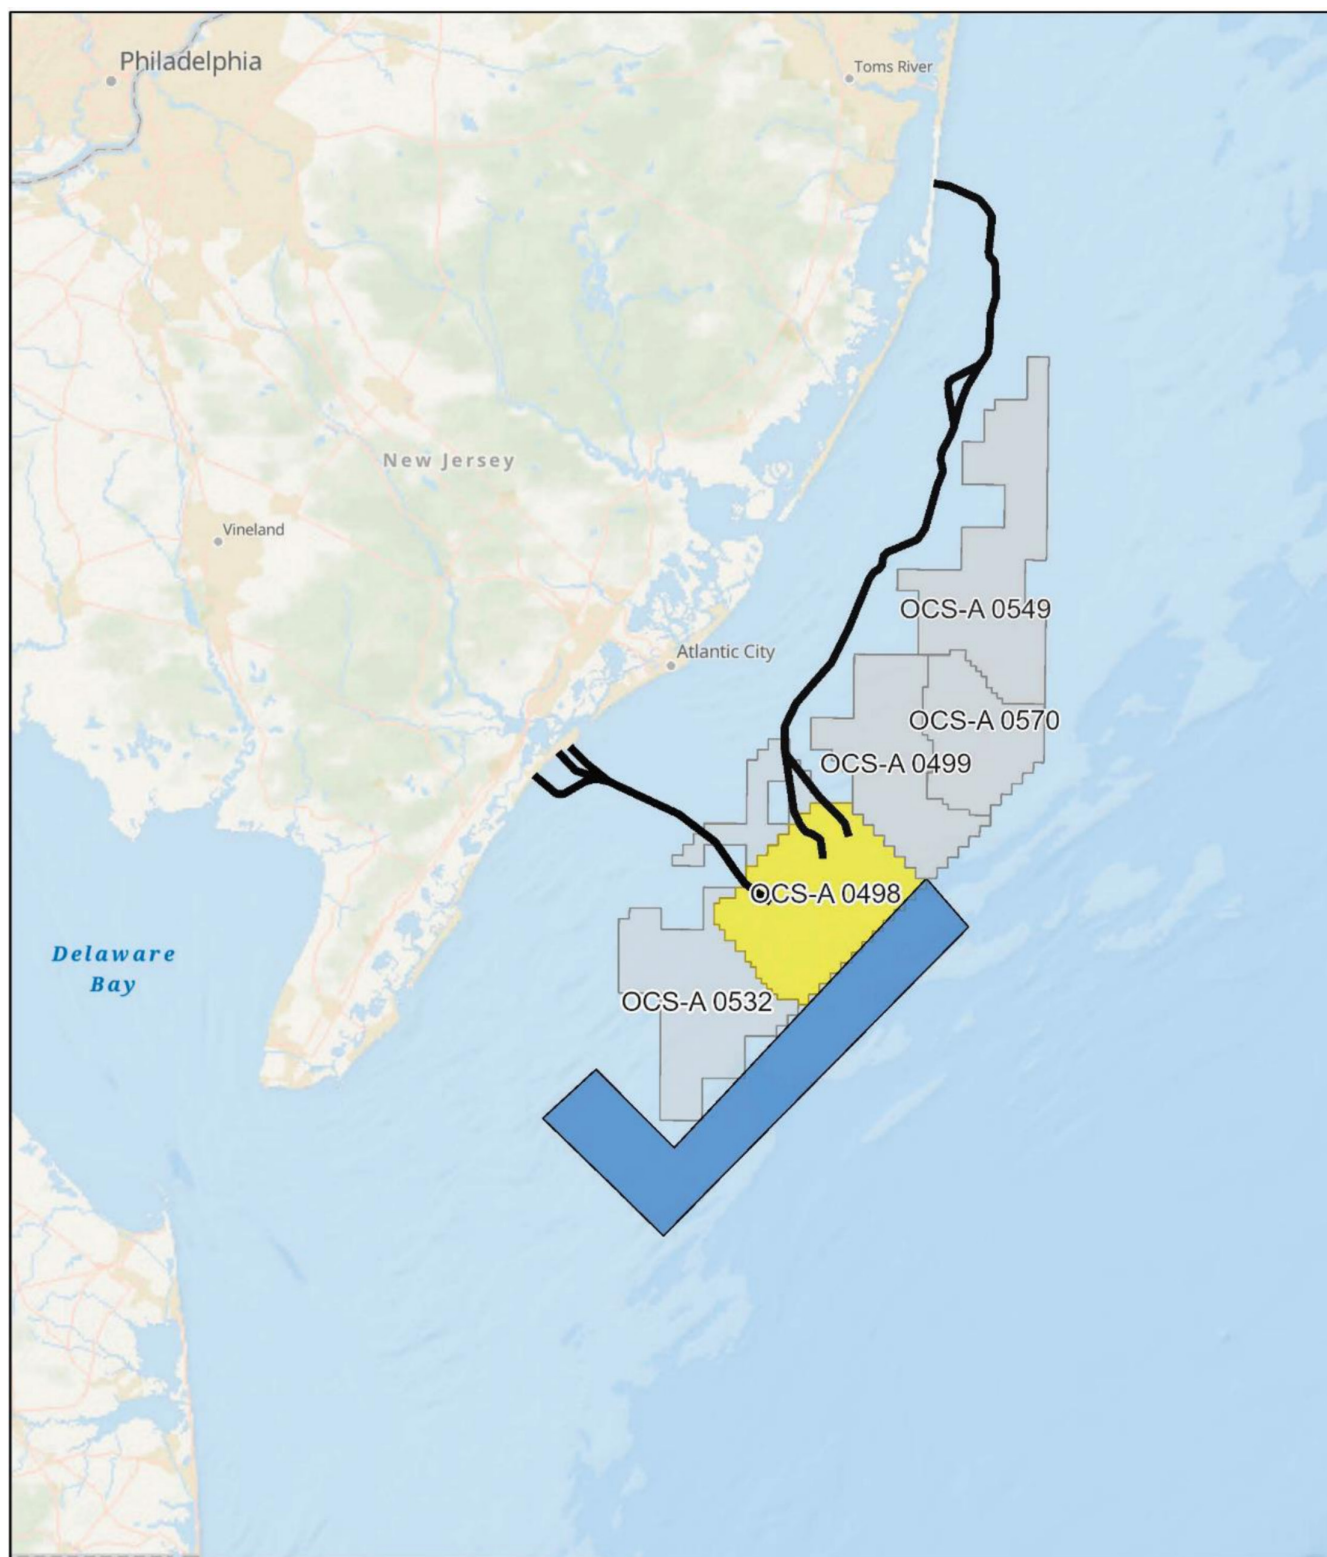 Philadelphia
Toms River
New Jersey
Vineland
OCS-A 0549
Atlantic City
OCS-A 0570
OCS-A 0499
OCS-A 0498
Delaware
Bay
OCS-A 0532